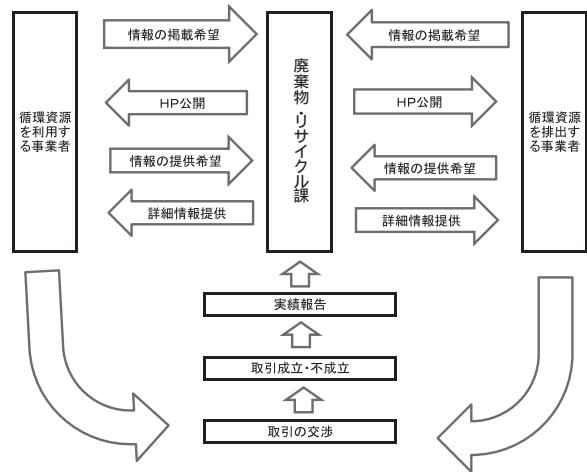 情報の掲載希望
情報の掲載希望
循環資源
を利用す
る事業者
廃棄物・リサイクル課
循環資源
を排出す
る事業者
HP公開
HP公開
情報の提供希望
情報の提供希望
詳細情報提供
詳細情報提供
実績報告
取引成立・不成立
取引の交渉